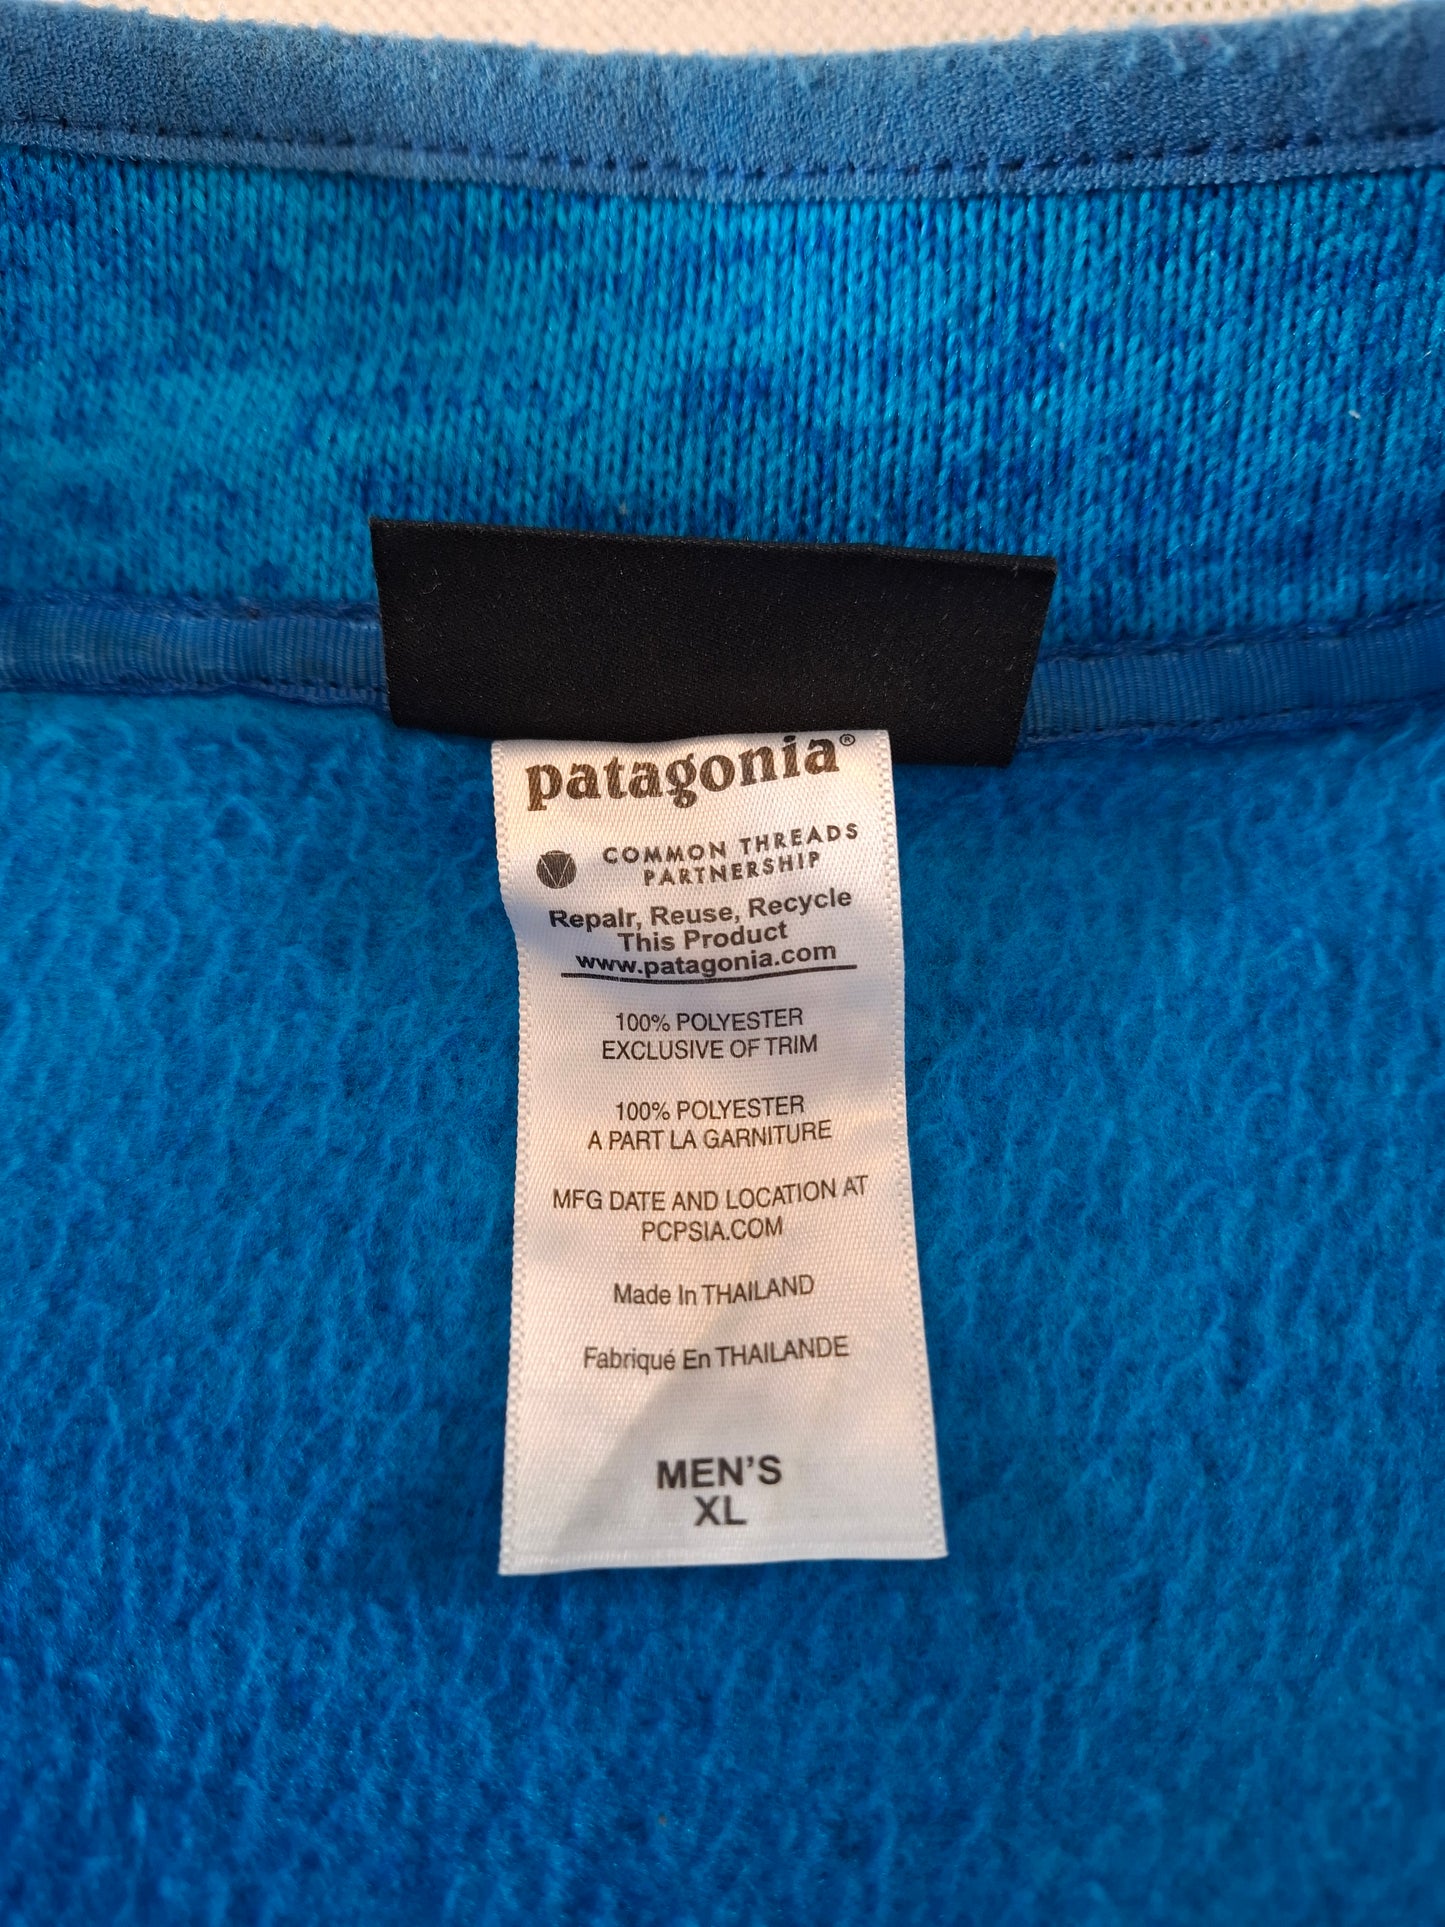 patagonia®
COMMON THREADS
PARTNERSHIP
Repair, Reuse, Recycle
This Product
www.patagonia.com
100% POLYESTER
EXCLUSIVE OF TRIM
100% POLYESTER
A PART LA GARNITURE
MFG DATE AND LOCATION AT
PCPSIA.COM
Made In THAILAND
Fabriqué En THAILANDE
MEN'S
XL